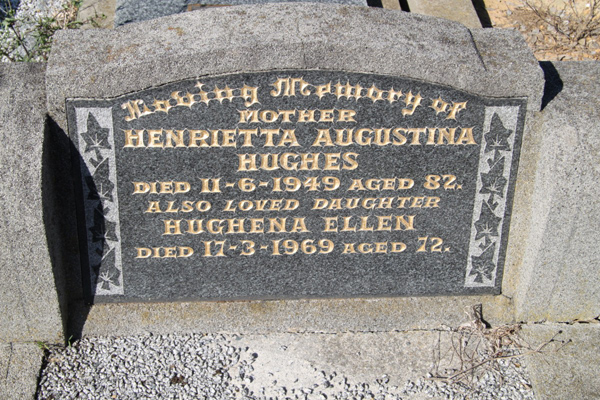 Loving Memory of
MOTHER
HENRIETTA AUGUSTINA
HUGHES
DIED 11-6-1949 AGED 82.
ALSO LOVED DAUGHTER
HUGHENA ELLEN
DIED 17-3-1969 AGED 72.